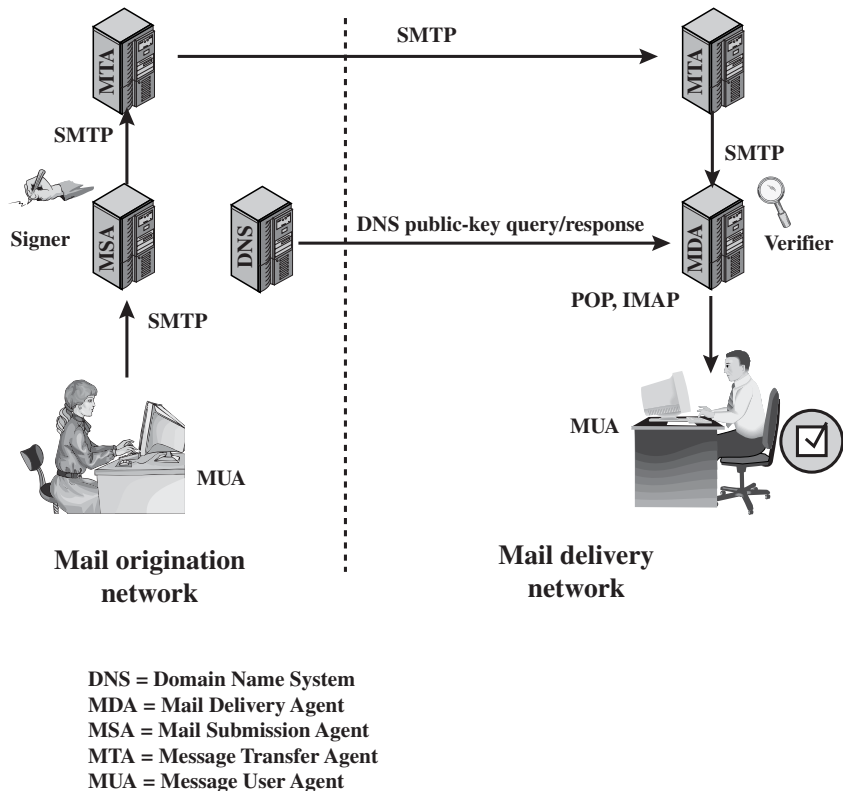 MTA
SMTP
MTA
SMTP
SMTP
Signer
MSA
DNS
DNS public-key query/response
MDA
Verifier
SMTP
POP, IMAP
MUA
MUA
Mail origination
network
Mail delivery
network
DNS = Domain Name System
MDA = Mail Delivery Agent
MSA = Mail Submission Agent
MTA = Message Transfer Agent
MUA = Message User Agent